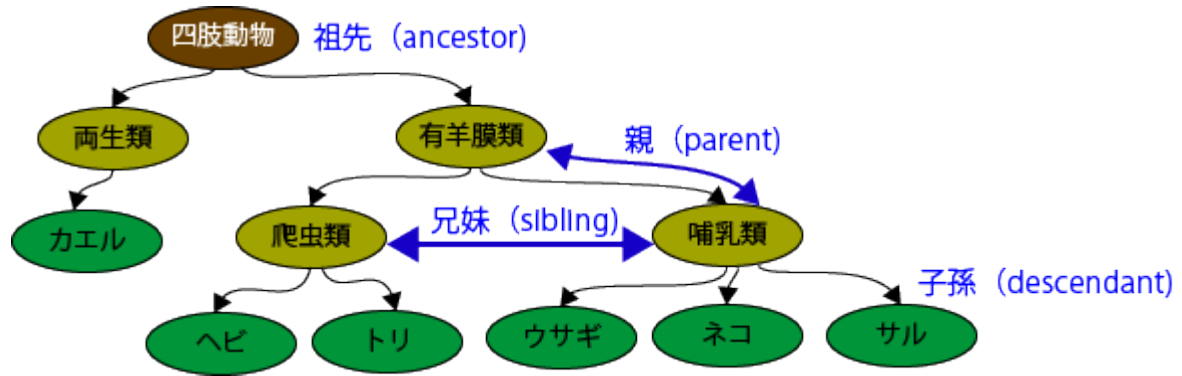 四肢動物 祖先（ancestor)
両生類 有羊膜類 親（parent)
カエル 爬虫類 兄妹（sibling) 哺乳類
子孫（descendant)
ヘビ トリ ウサギ ネコ サル